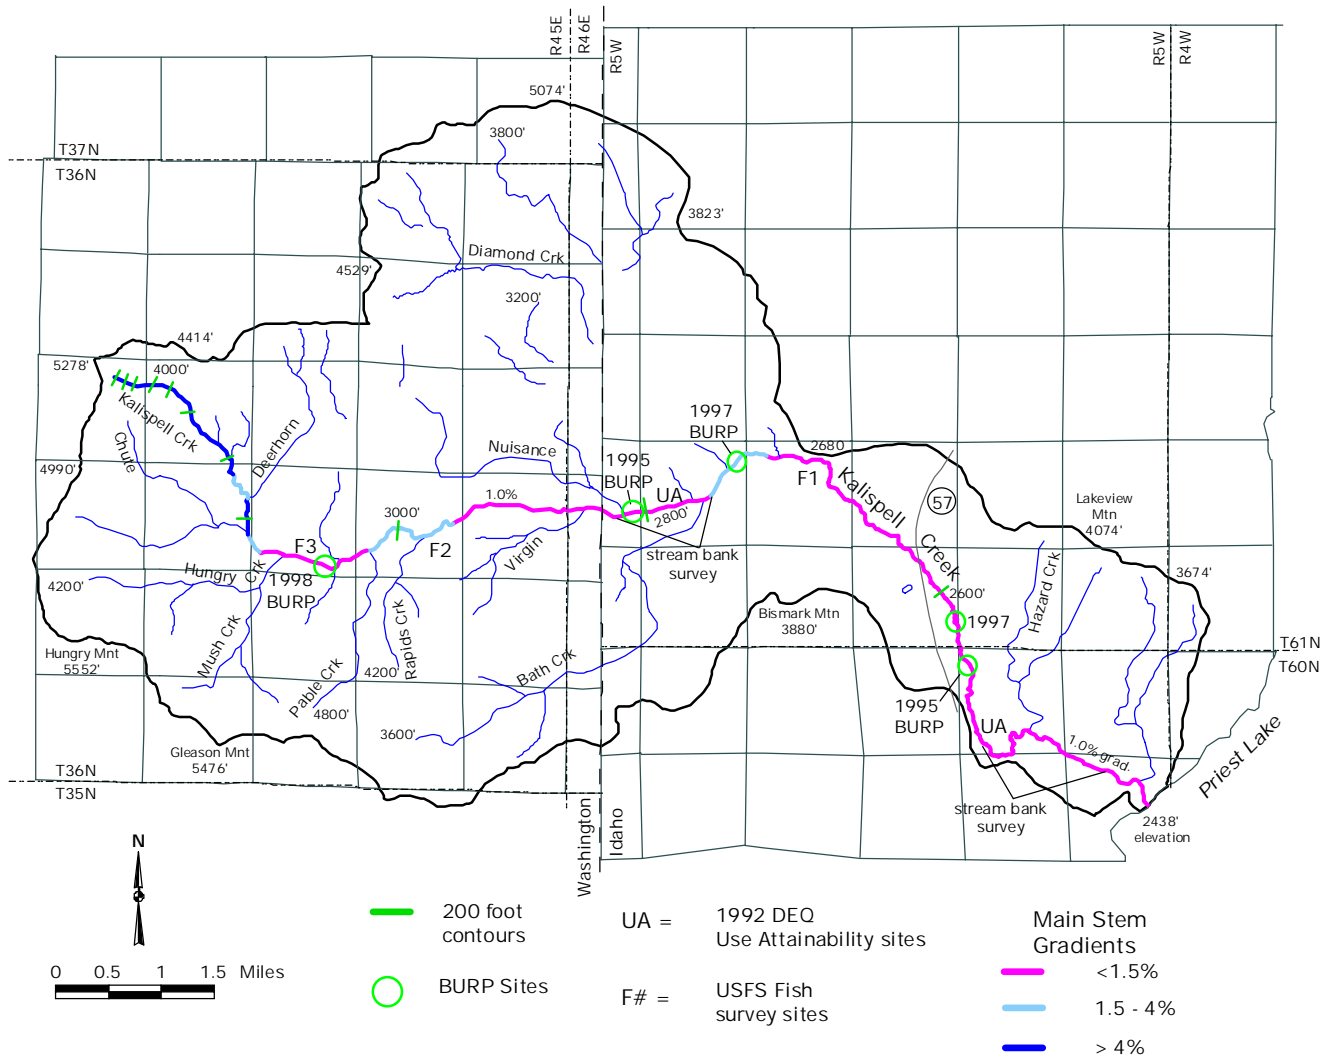 R45E
R46E
R5W
R5W
R4W
5074'
3800'
T37N
T36N
3823'
Diamond Crk
4529'
3200'
4414'
5278'
4000'
Kalispell Crk
Chute
Deerhorn
4990'
1997
BURP
2680
Nuisance
1995
BURP
UA
F1
Kalispell
Creek
57
Lakeview
Mtn
4074'
1.0%
2800'
3000'
F3
F2
Virgin
stream bank
survey
Hungry
Crk
1998
BURP
4200'
3674'
Hazard Crk
2600'
Bismark Mtn
3880'
1997
Mush Crk
Rapids Crk
Hungry Mnt
5552'
T61N
T60N
4200'
Bath Crk
Pable Crk
4800'
1995
BURP
UA
3600'
1.0% grad.
Gleason Mnt
5476'
Priest Lake
T36N
T35N
stream bank
survey
2438'
elevation
Washington
Idaho
N
200 foot
contours
UA =
1992 DEQ
Use Attainability sites
Main Stem
Gradients
0 0.5 1 1.5 Miles
BURP Sites
F# =
USFS Fish
survey sites
<1.5%
1.5 - 4%
> 4%